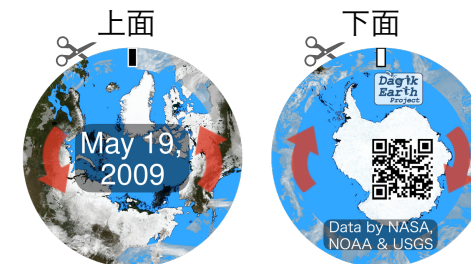 上面
下面
May 19,
2009
Dagik
Earth
Project
Data by NASA,
NOAA & USGS